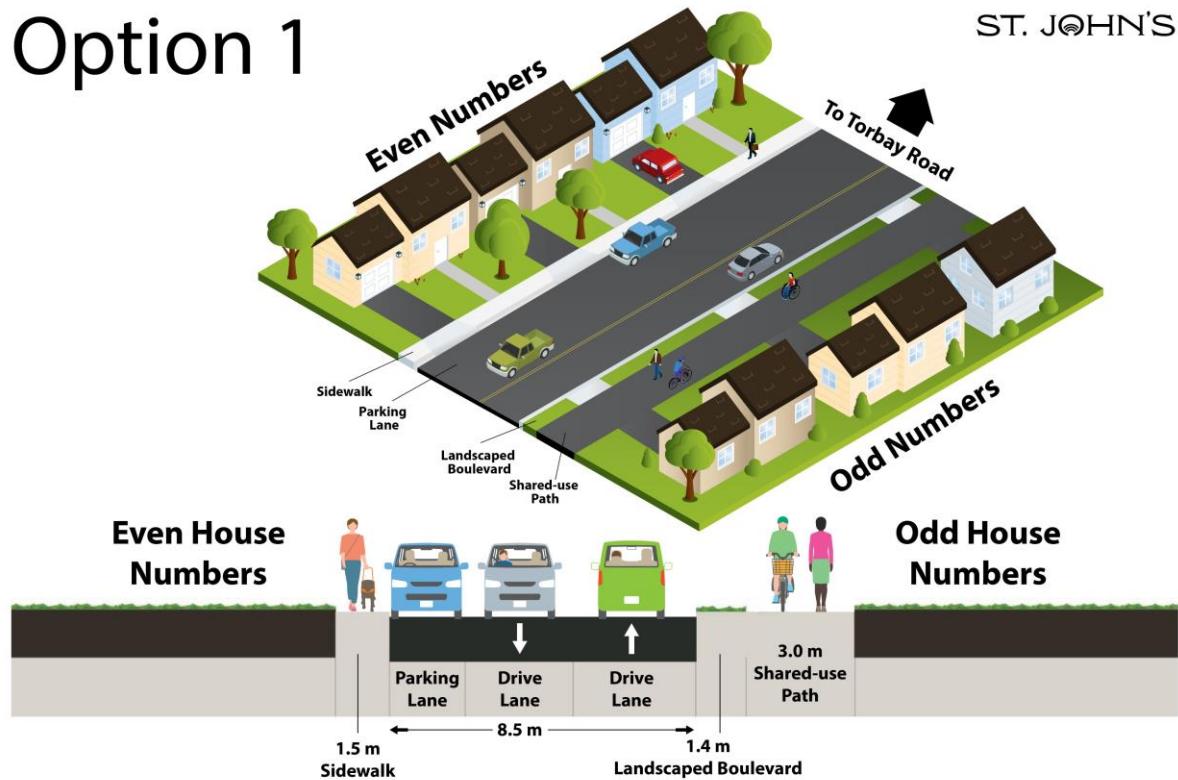 Option 1
ST. JOHN'S
Even Numbers
To Torbay Road
Sidewalk
Parking
Lane
Landscaped
Boulevard
Shared-use
Path
Odd Numbers
Even House
Numbers
Odd House
Numbers
Parking
Lane
Drive
Lane
Drive
Lane
3.0 m
Shared-use
Path
8.5 m
1.5 m
Sidewalk
1.4 m
Landscaped Boulevard